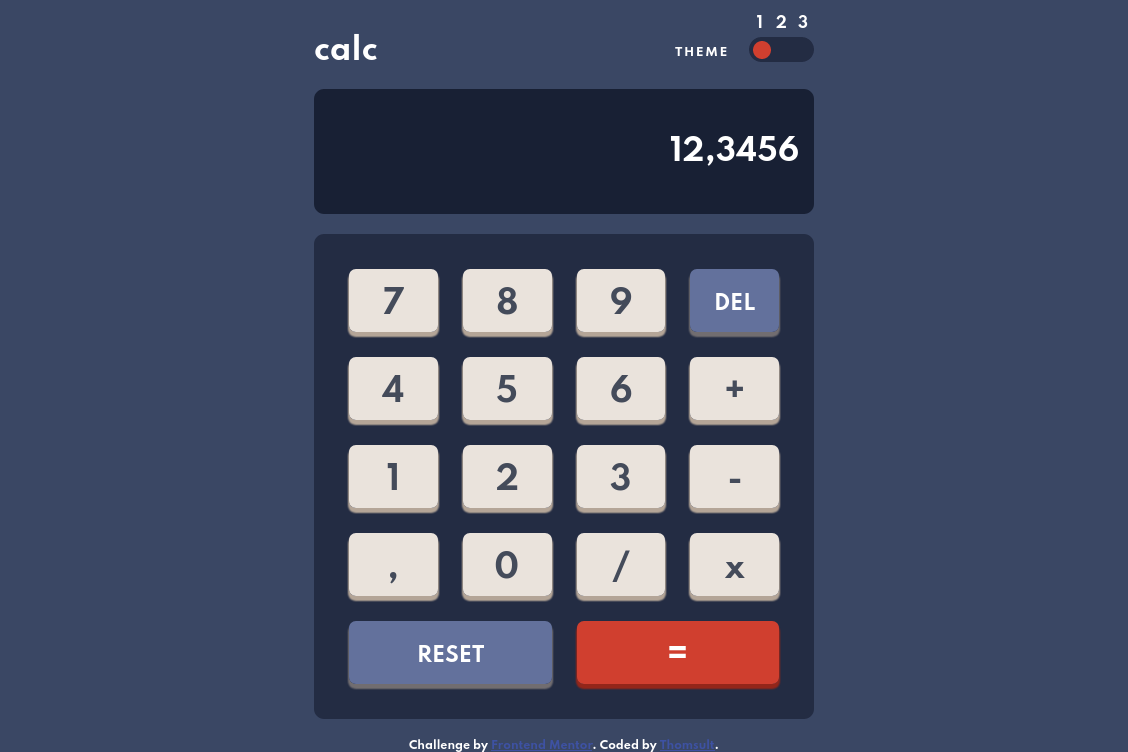 1 2 3
calc
THEME
12,3456
7 8 9 DEL
4 5 6 +
1 2 3 -
, 0 / x
RESET =
Challenge by Frontend Mentor. Coded by Thomsult.